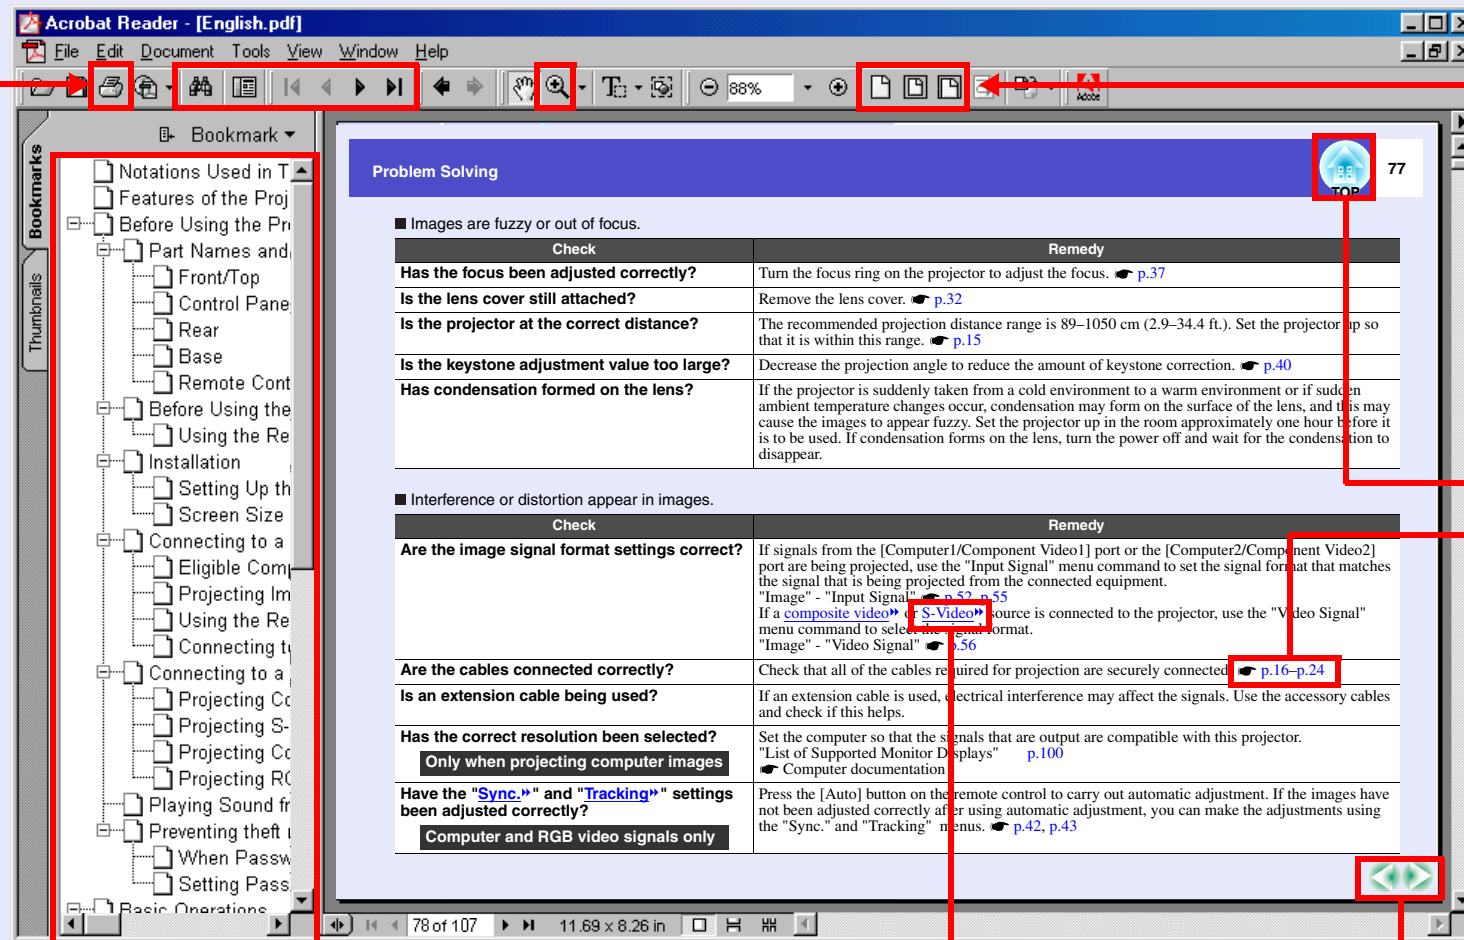 Acrobat Reader - [English.pdf]
File Edit Document Tools View Window Help
88%
Adobe
Bookmarks
Thumbnails
Bookmark
Notations Used in T
Features of the Proj
Before Using the Pr
Part Names and
Front/Top
Control Pane
Rear
Base
Remote Cont
Before Using the
Using the Re
Installation
Setting Up th
Screen Size
Connecting to a
Eligible Com
Projecting Im
Using the Re
Connecting t
Connecting to a
Projecting Co
Projecting S-
Projecting Co
Projecting RG
Playing Sound fr
Preventing theft
When Passw
Setting Pass
Basic Operations
Problem Solving
TOP
77
Images are fuzzy or out of focus.
Check Remedy
Has the focus been adjusted correctly? Turn the focus ring on the projector to adjust the focus. ☛ p.37
Is the lens cover still attached? Remove the lens cover. ☛ p.32
Is the projector at the correct distance? The recommended projection distance range is 89–1050 cm (2.9–34.4 ft.). Set the projector up so
that it is within this range. ☛ p.15
Is the keystone adjustment value too large? Decrease the projection angle to reduce the amount of keystone correction. ☛ p.40
Has condensation formed on the lens? If the projector is suddenly taken from a cold environment to a warm environment or if sudden
ambient temperature changes occur, condensation may form on the surface of the lens, and this may
cause the images to appear fuzzy. Set the projector up in the room approximately one hour before it
is to be used. If condensation forms on the lens, turn the power off and wait for the condensation to
disappear.
Interference or distortion appear in images.
Check Remedy
Are the image signal format settings correct? If signals from the [Computer1/Component Video1] port or the [Computer2/Component Video2]
port are being projected, use the "Input Signal" menu command to set the signal format that matches
the signal that is being projected from the connected equipment.
"Image" - "Input Signal" ☛ p.52, p.55
If a composite video or S-Video source is connected to the projector, use the "Video Signal"
menu command to select the signal format.
"Image" - "Video Signal" ☛ p.56
Are the cables connected correctly? Check that all of the cables required for projection are securely connected. ☛ p.16–p.24
Is an extension cable being used? If an extension cable is used, electrical interference may affect the signals. Use the accessory cables
and check if this helps.
Has the correct resolution been selected? Set the computer so that the signals that are output are compatible with this projector.
Only when projecting computer images "List of Supported Monitor Displays" p.100
☛ Computer documentation
Have the "Sync." and "Tracking" settings Press the [Auto] button on the remote control to carry out automatic adjustment. If the images have
been adjusted correctly? not been adjusted correctly after using automatic adjustment, you can make the adjustments using
Computer and RGB video signals only the "Sync." and "Tracking" menus. ☛ p.42, p.43
78 of 107 11.69 x 8.26 in